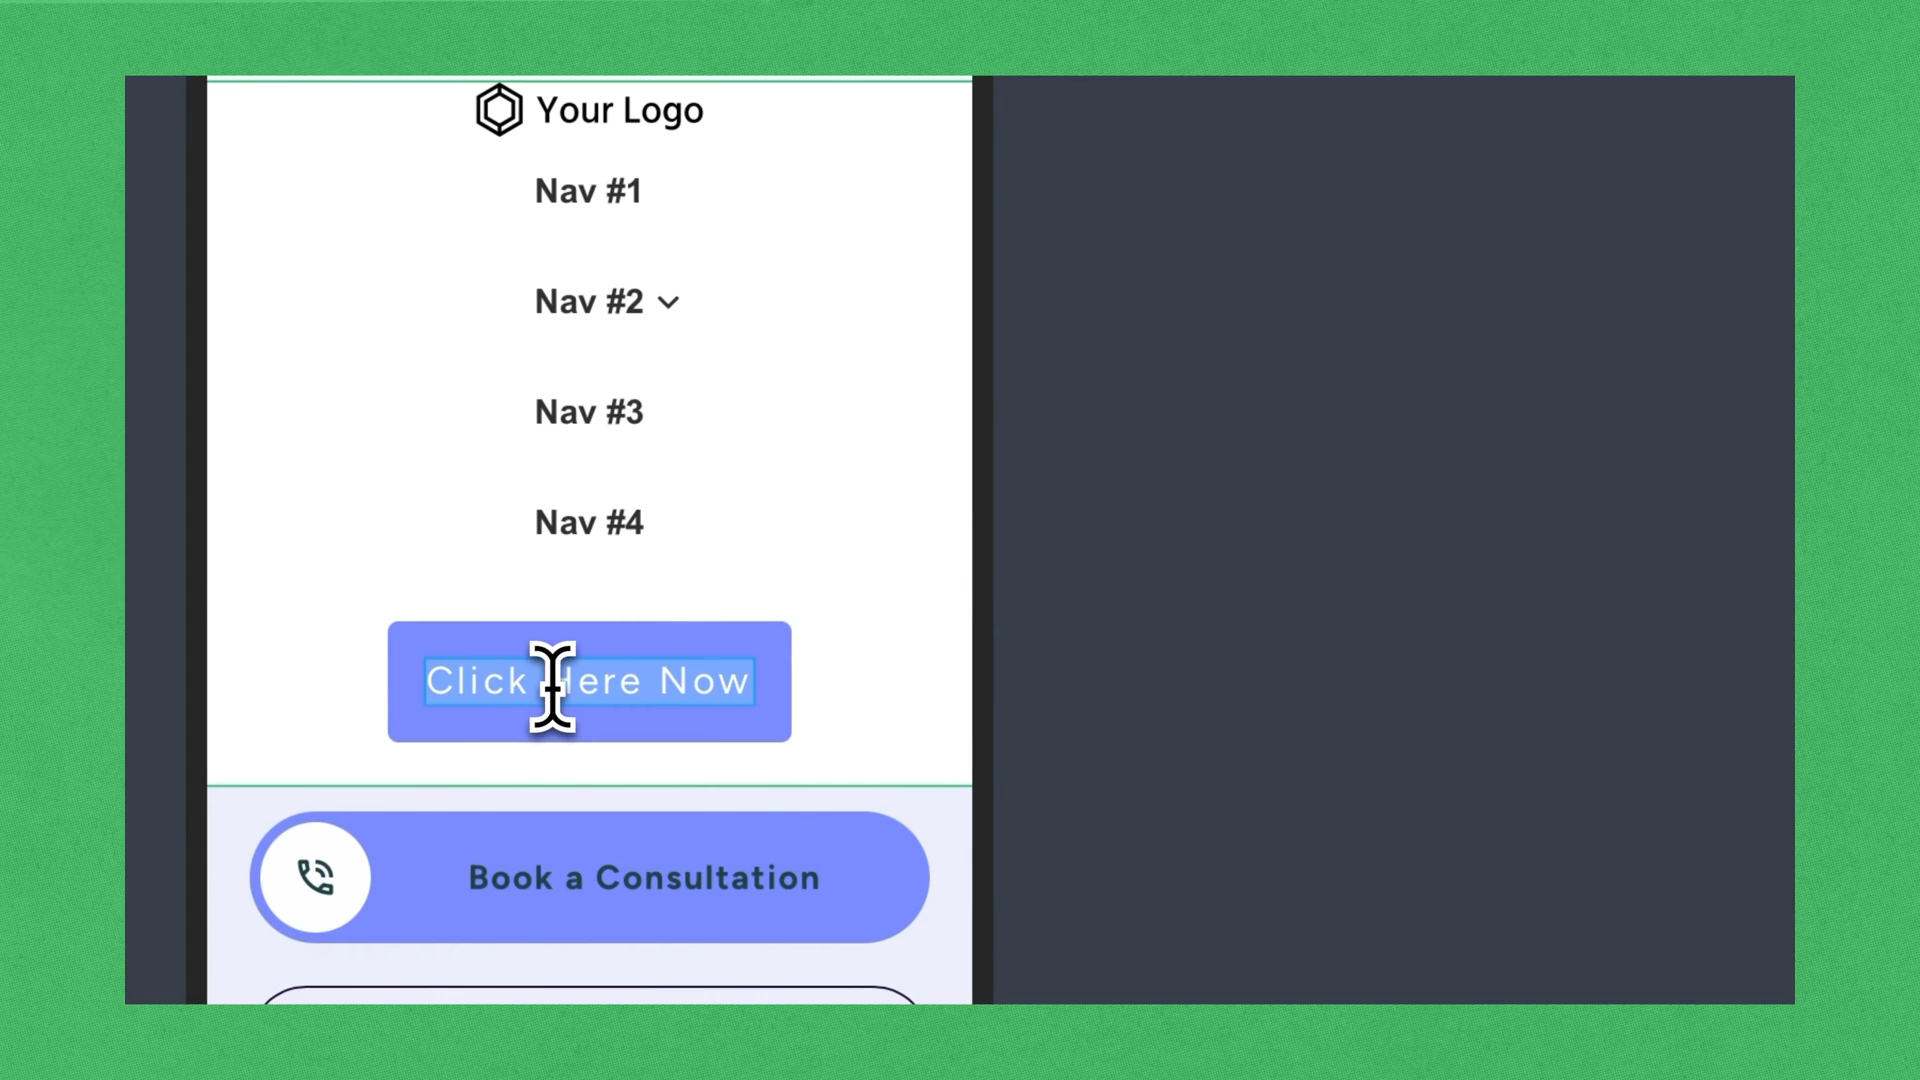 Your Logo
Nav #1
Nav #2
Nav #3
Nav #4
Click Here Now
Book a Consultation